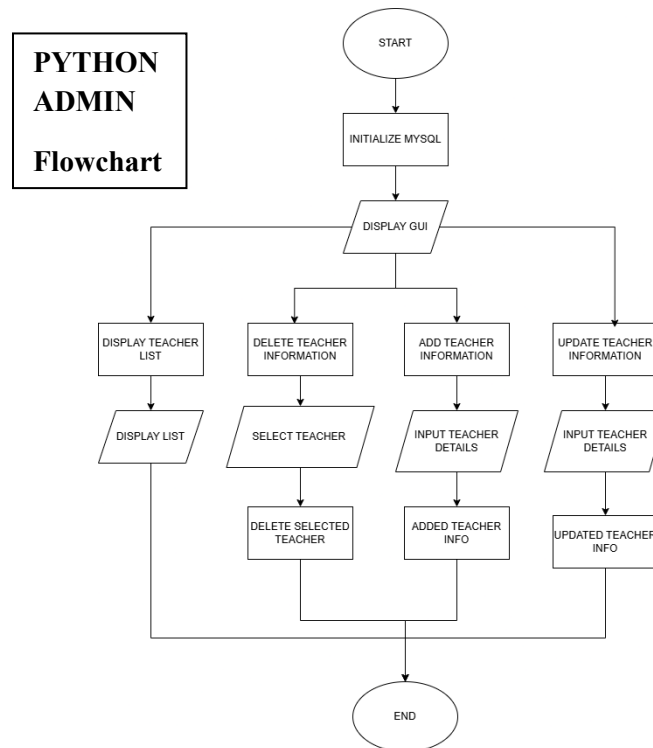 PYTHON
ADMIN
Flowchart
START
INITIALIZE MYSQL
DISPLAY GUI
DISPLAY TEACHER
LIST
DELETE TEACHER
INFORMATION
ADD TEACHER
INFORMATION
UPDATE TEACHER
INFORMATION
DISPLAY LIST
SELECT TEACHER
INPUT TEACHER
DETAILS
INPUT TEACHER
DETAILS
DELETE SELECTED
TEACHER
ADDED TEACHER
INFO
UPDATED TEACHER
INFO
END